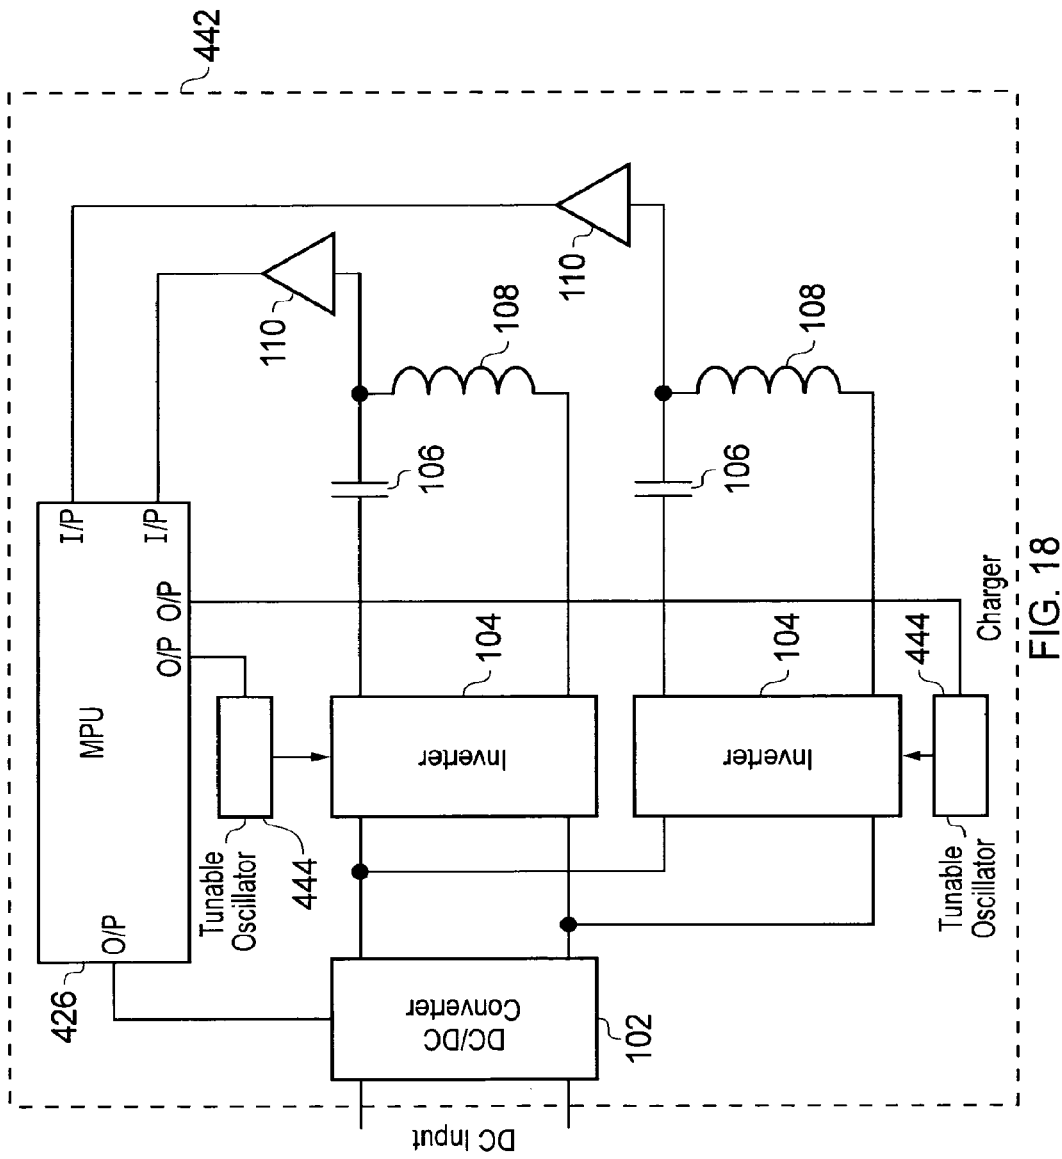 442
MPU
I/P
I/P
O/P
O/P
O/P
426
Tunable
Oscillator
444
110
110
108
108
106
106
Inverter
104
Inverter
104
444
Tunable
Oscillator
DC/DC
Converter
102
DC Input
Charger
FIG. 18